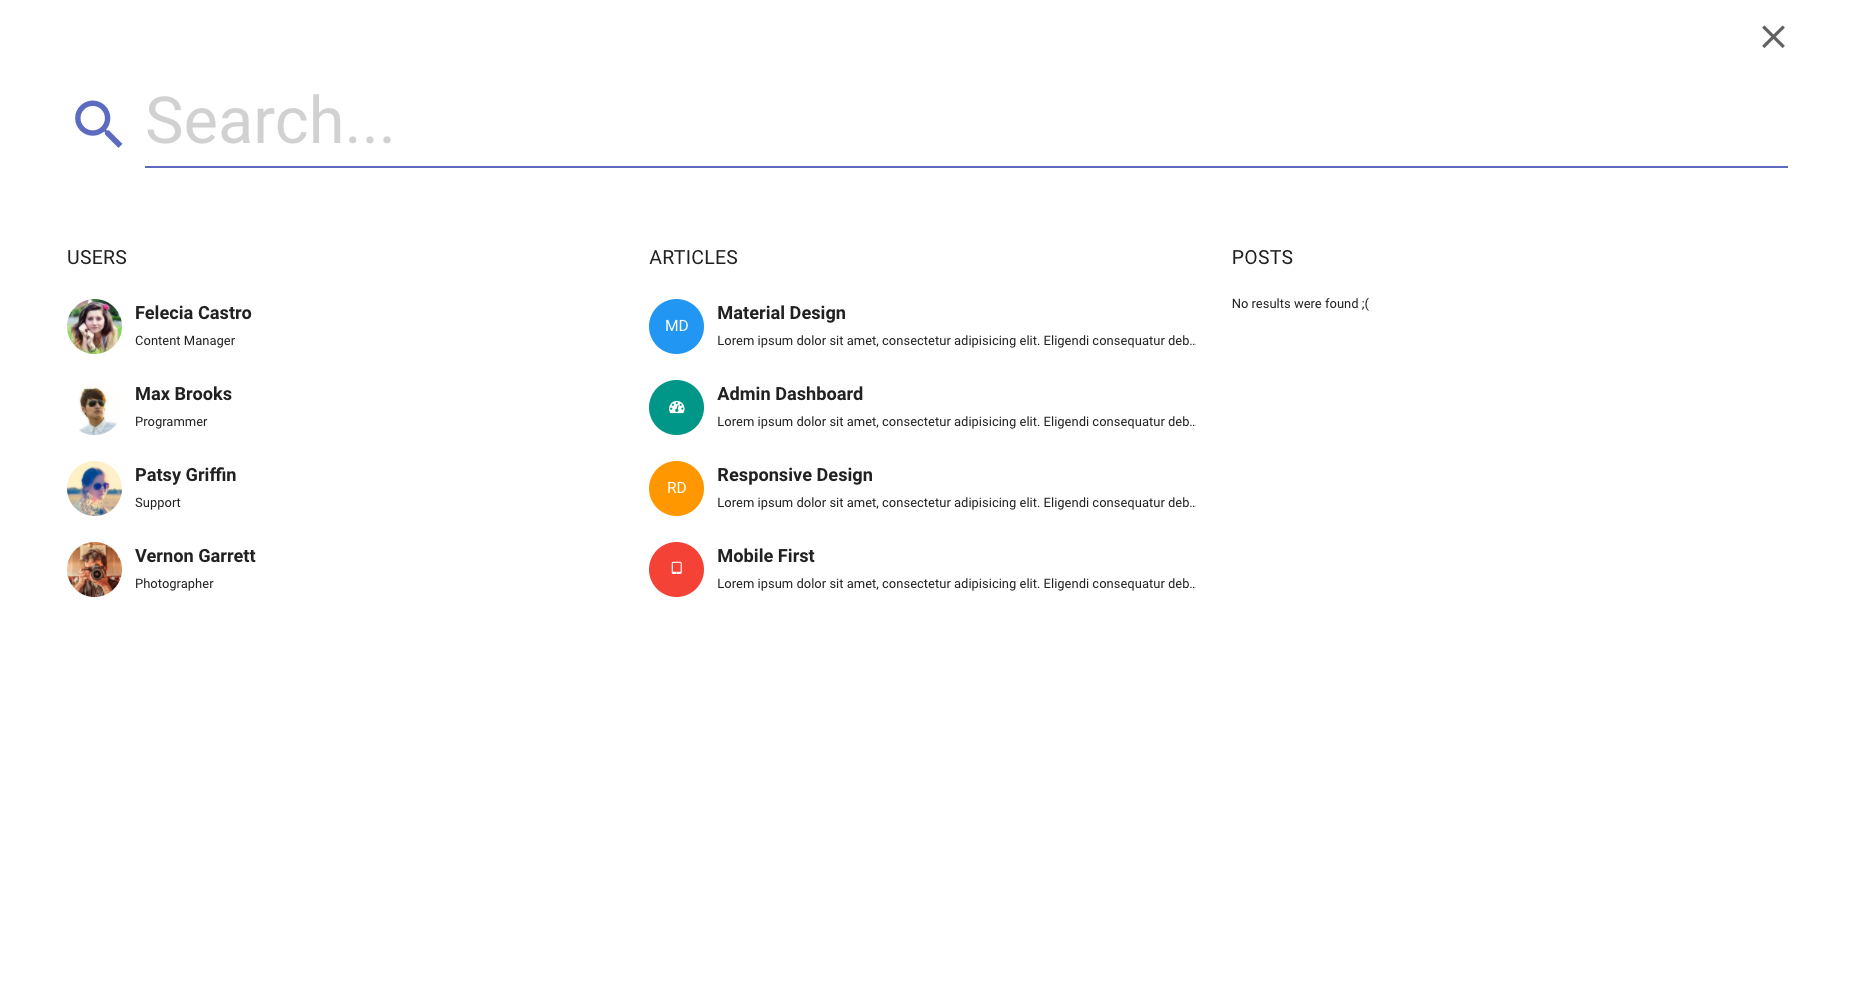 Search...
USERS
Felecia Castro
Content Manager
Max Brooks
Programmer
Patsy Griffin
Support
Vernon Garrett
Photographer
ARTICLES
MD
Material Design
Lorem ipsum dolor sit amet, consectetur adipisicing elit. Eligendi consequatur deb...
Admin Dashboard
Lorem ipsum dolor sit amet, consectetur adipisicing elit. Eligendi consequatur deb...
RD
Responsive Design
Lorem ipsum dolor sit amet, consectetur adipisicing elit. Eligendi consequatur deb...
Mobile First
Lorem ipsum dolor sit amet, consectetur adipisicing elit. Eligendi consequatur deb...
POSTS
No results were found ;(